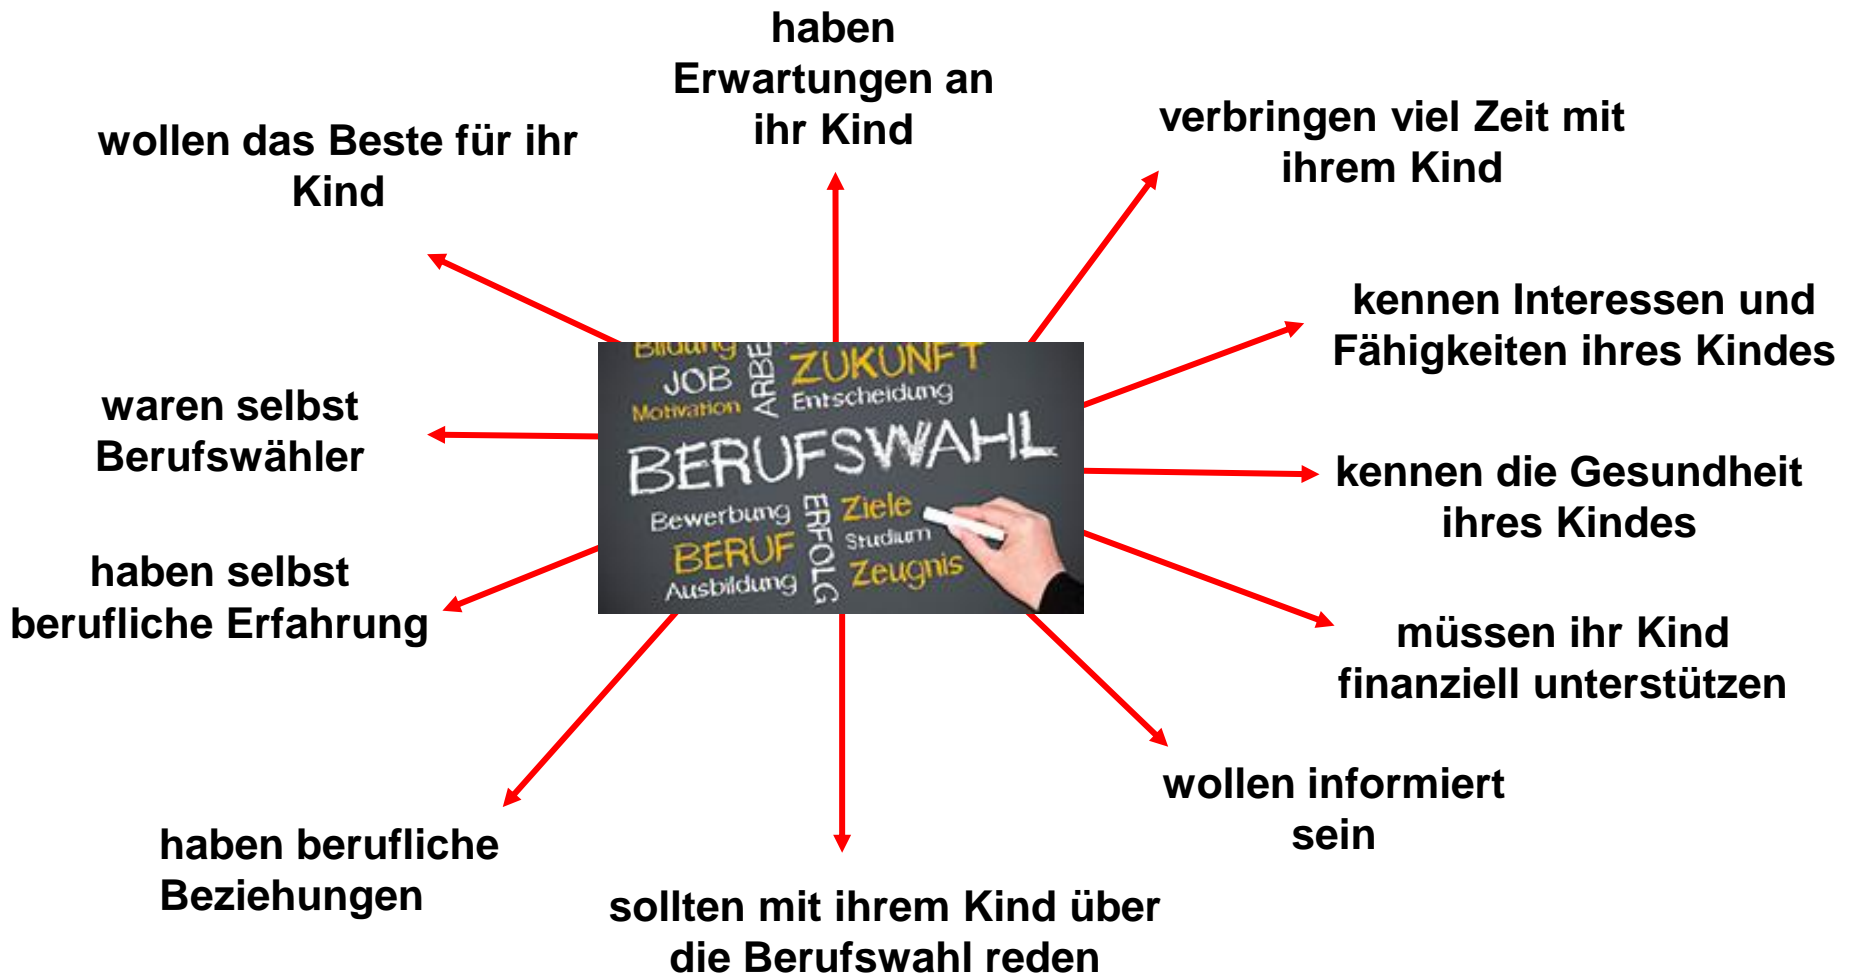 haben
Erwartungen an
ihr Kind
wollen das Beste für ihr
Kind
verbringen viel Zeit mit
ihrem Kind
kennen Interessen und
Fähigkeiten ihres Kindes
waren selbst
Berufswähler
kennen die Gesundheit
ihres Kindes
haben selbst
berufliche Erfahrung
müssen ihr Kind
finanziell unterstützen
wollen informiert
sein
haben berufliche
Beziehungen
sollten mit ihrem Kind über
die Berufswahl reden
Bildung
JOB
Motivation
ZUKUNFT
Entscheidung
BERUFSWAHL
Bewerbung
BERUF
Ausbildung
ERFOLG
Ziele
Studium
Zeugnis